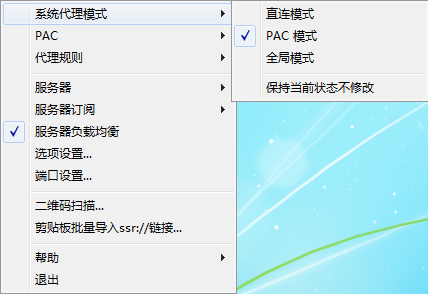 系统代理模式
PAC
代理规则
服务器
服务器订阅
服务器负载均衡
选项设置...
端口设置...
二维码扫描...
剪贴板批量导入ssr://链接...
帮助
退出
直连模式
PAC 模式
全局模式
保持当前状态不修改